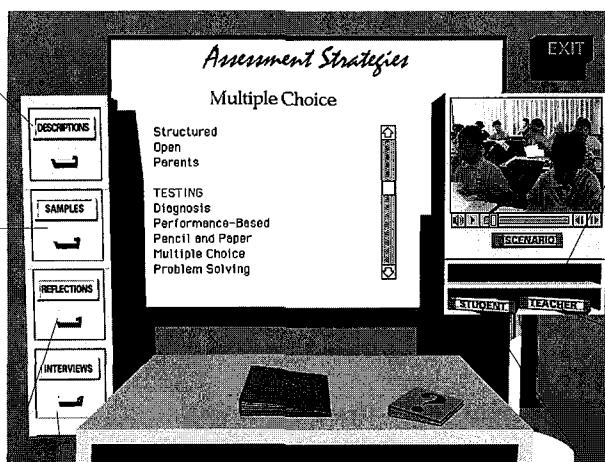 Assessment Strategies
EXIT
Multiple Choice
DESCRIPTIONS
Structured
Open
Parents
TESTING
Diagnosis
Performance-Based
Pencil and Paper
Multiple Choice
Problem Solving
SAMPLES
REFLECTIONS
INTERVIEWS
SCENARIO
STUDENT
TEACHER
?